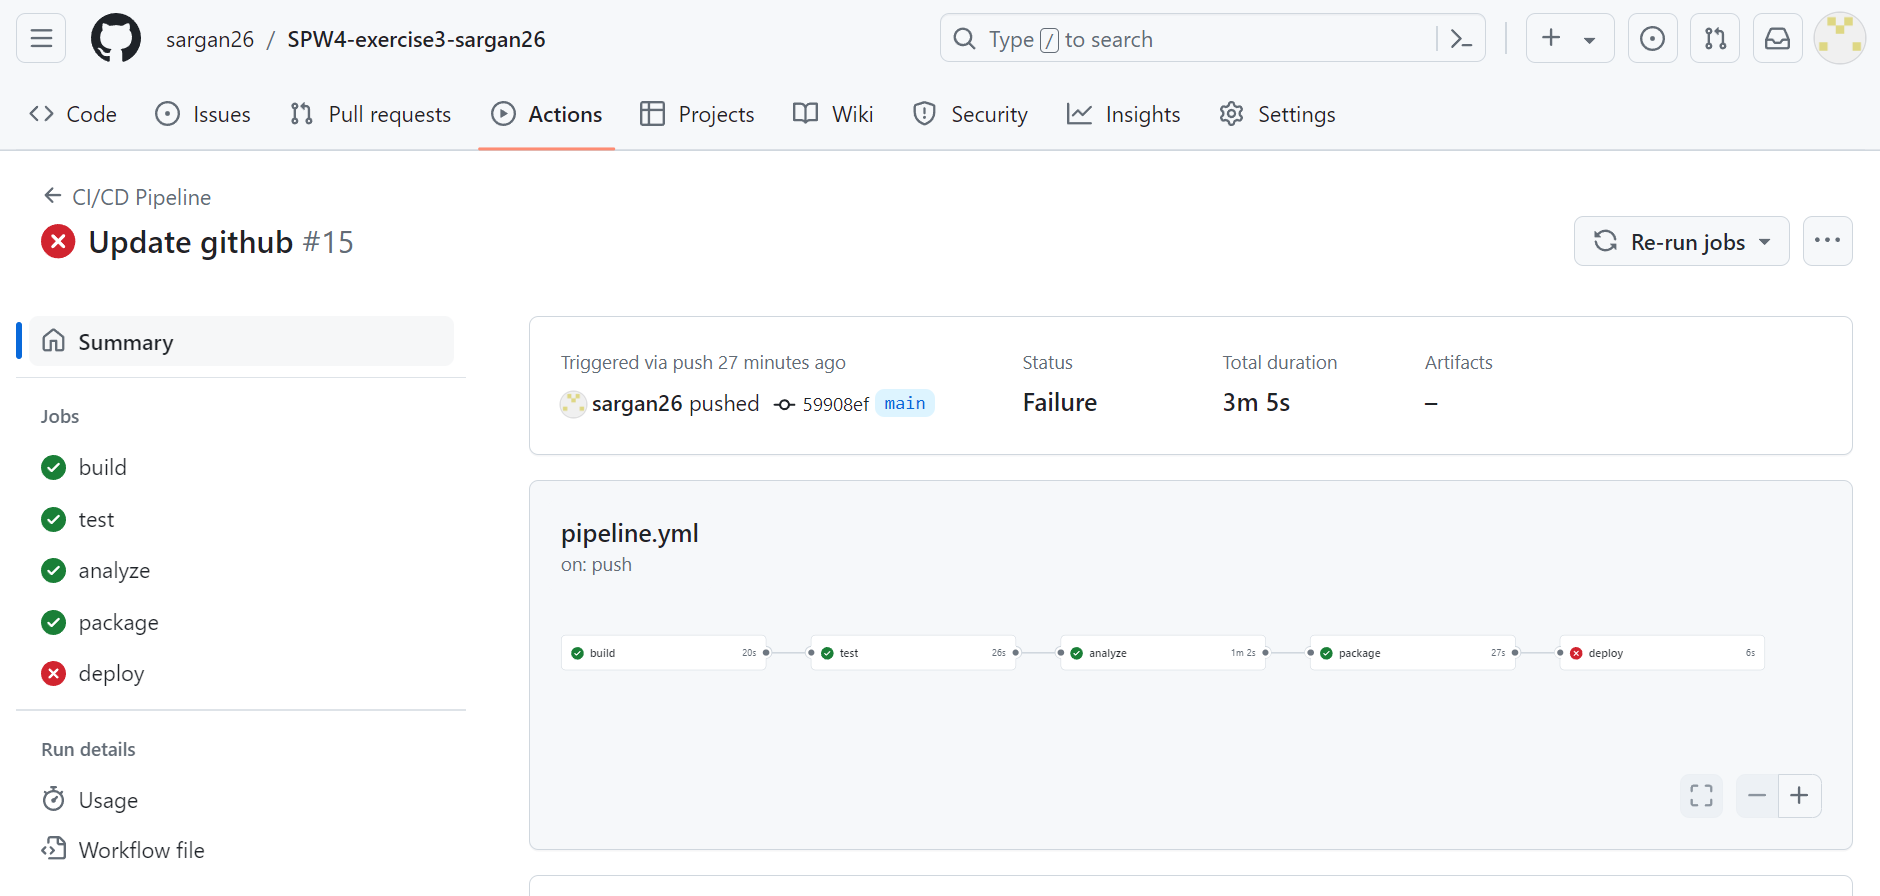 sargan26 / SPW4-exercise3-sargan26
Type / to search
Code Issues Pull requests Actions Projects Wiki Security Insights Settings
CI/CD Pipeline
Update github #15
Re-run jobs
Summary
Jobs
build
test
analyze
package
deploy
Run details
Usage
Workflow file
Triggered via push 27 minutes ago
sargan26 pushed 59908ef main
Status
Failure
Total duration
3m 5s
Artifacts
–
pipeline.yml
on: push
build 20s
test 26s
analyze 1m 2s
package 27s
deploy 6s